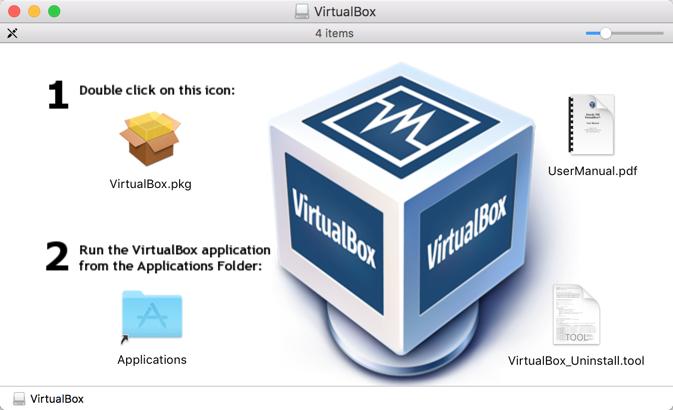 VirtualBox
4 items
1 Double click on this icon:
VirtualBox.pkg
UserManual.pdf
2 Run the VirtualBox application
from the Applications Folder:
Applications
VirtualBox
VirtualBox
TOOL
VirtualBox_Uninstall.tool
VirtualBox